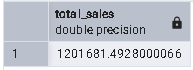 total_sales
double precision
1 1201681.4928000066